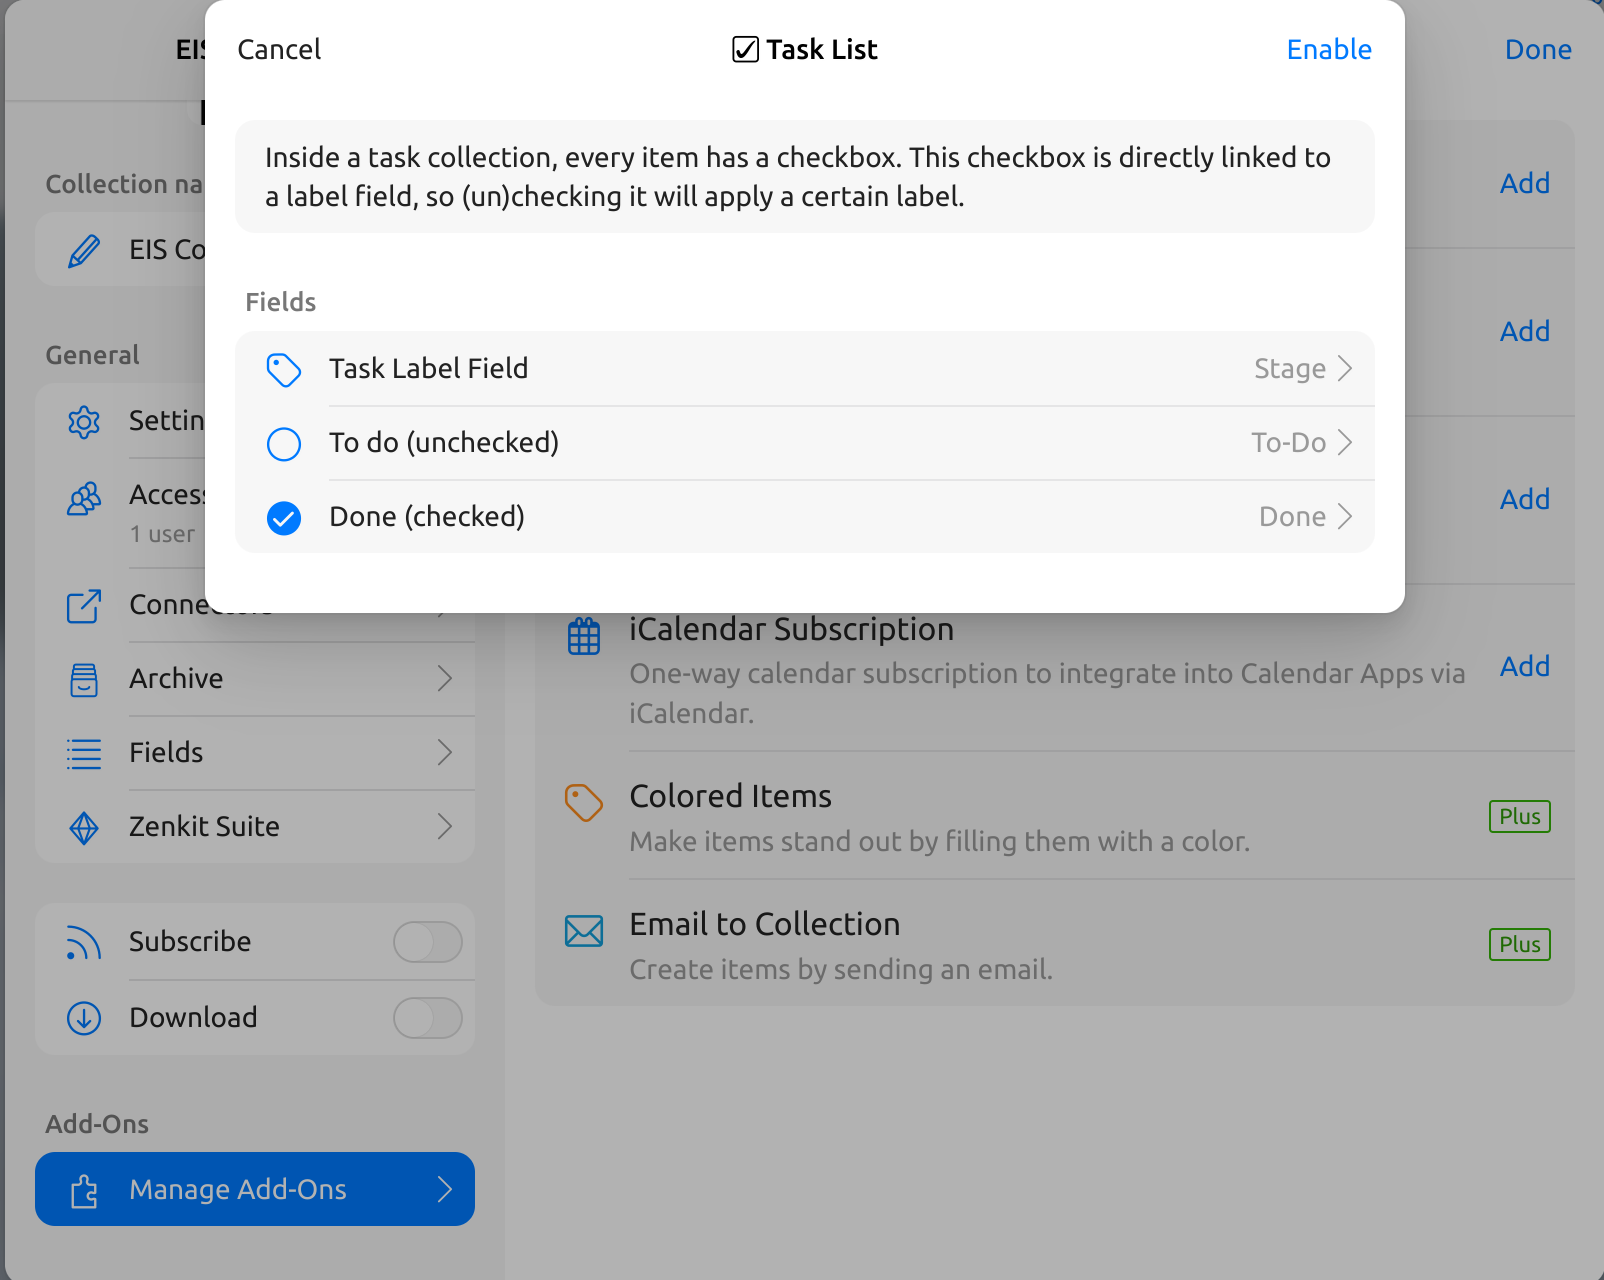 Cancel
Task List
Enable
Done
Inside a task collection, every item has a checkbox. This checkbox is directly linked to
a label field, so (un)checking it will apply a certain label.
Fields
Task Label Field
Stage
To do (unchecked)
To-Do
Done (checked)
Done
EIS
Collection na
EIS Co
General
Settin
Access
1 user
Connectors
Archive
Fields
Zenkit Suite
Subscribe
Download
Add-Ons
Manage Add-Ons
Add
Add
Add
iCalendar Subscription
One-way calendar subscription to integrate into Calendar Apps via
iCalendar.
Add
Colored Items
Make items stand out by filling them with a color.
Plus
Email to Collection
Create items by sending an email.
Plus